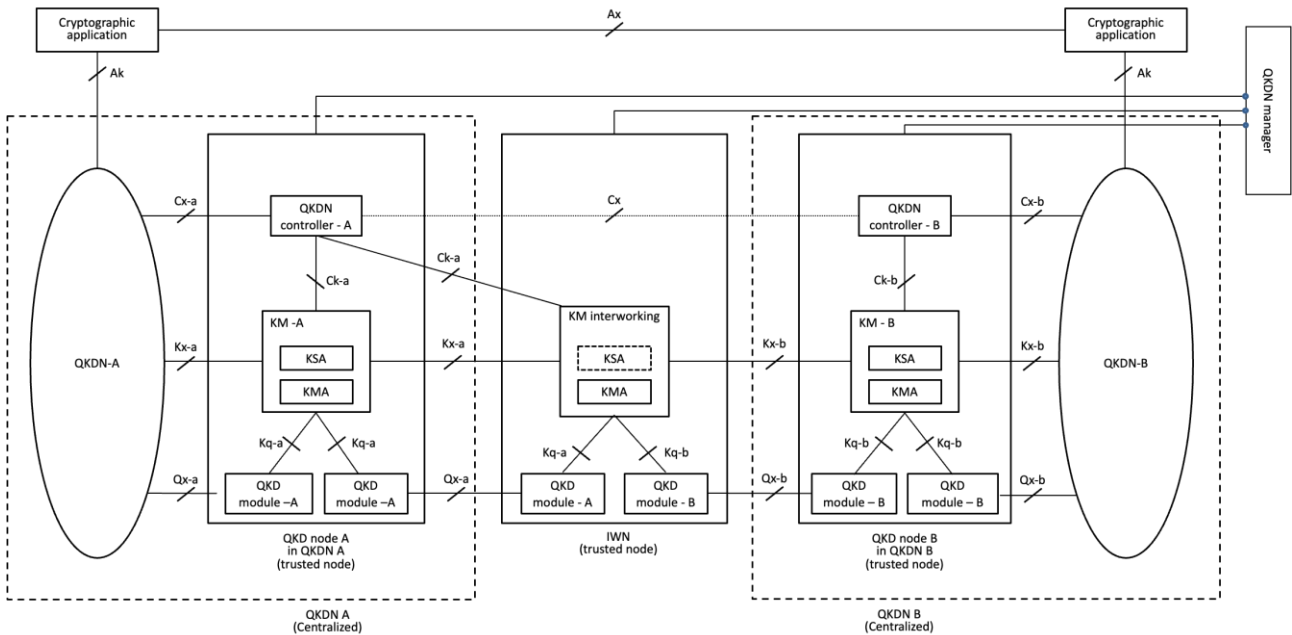 Cryptographic
application
Ax
Cryptographic
application
Ak
Ak
QKDN manager
Cx-a
QKDN
controller - A
Cx
QKDN
controller - B
Cx-b
Ck-a
Ck-a
Ck-b
KM -A
KM interworking
KM - B
QKDN-A
Kx-a
KSA
Kx-a
KSA
Kx-b
KSA
Kx-b
QKDN-B
KMA
KMA
KMA
Kq-a
Kq-a
Kq-a
Kq-b
Kq-b
Kq-b
Qx-a
QKD
module –A
QKD
module –A
Qx-a
QKD
module - A
QKD
module - B
Qx-b
QKD
module – B
QKD
module – B
Qx-b
QKD node A
in QKDN A
(trusted node)
IWN
(trusted node)
QKD node B
in QKDN B
(trusted node)
QKDN A
(Centralized)
QKDN B
(Centralized)